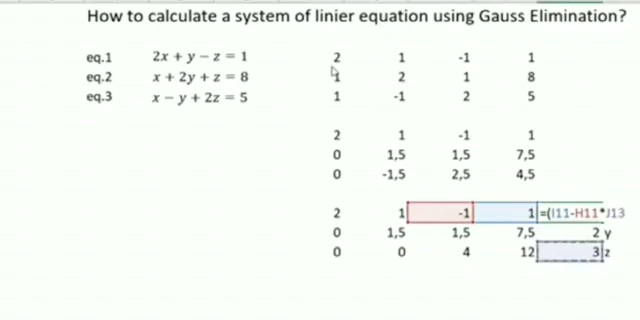 How to calculate a system of linier equation using Gauss Elimination?
eq.1 2x + y − z = 1 2 1 -1 1
eq.2 x + 2y + z = 8 1 2 1 8
eq.3 x − y + 2z = 5 1 -1 2 5
2 1 -1 1
0 1,5 1,5 7,5
0 -1,5 2,5 4,5
2 1 -1 1 =(I11-H11*J13
0 1,5 1,5 7,5 2 y
0 0 4 12 3 z